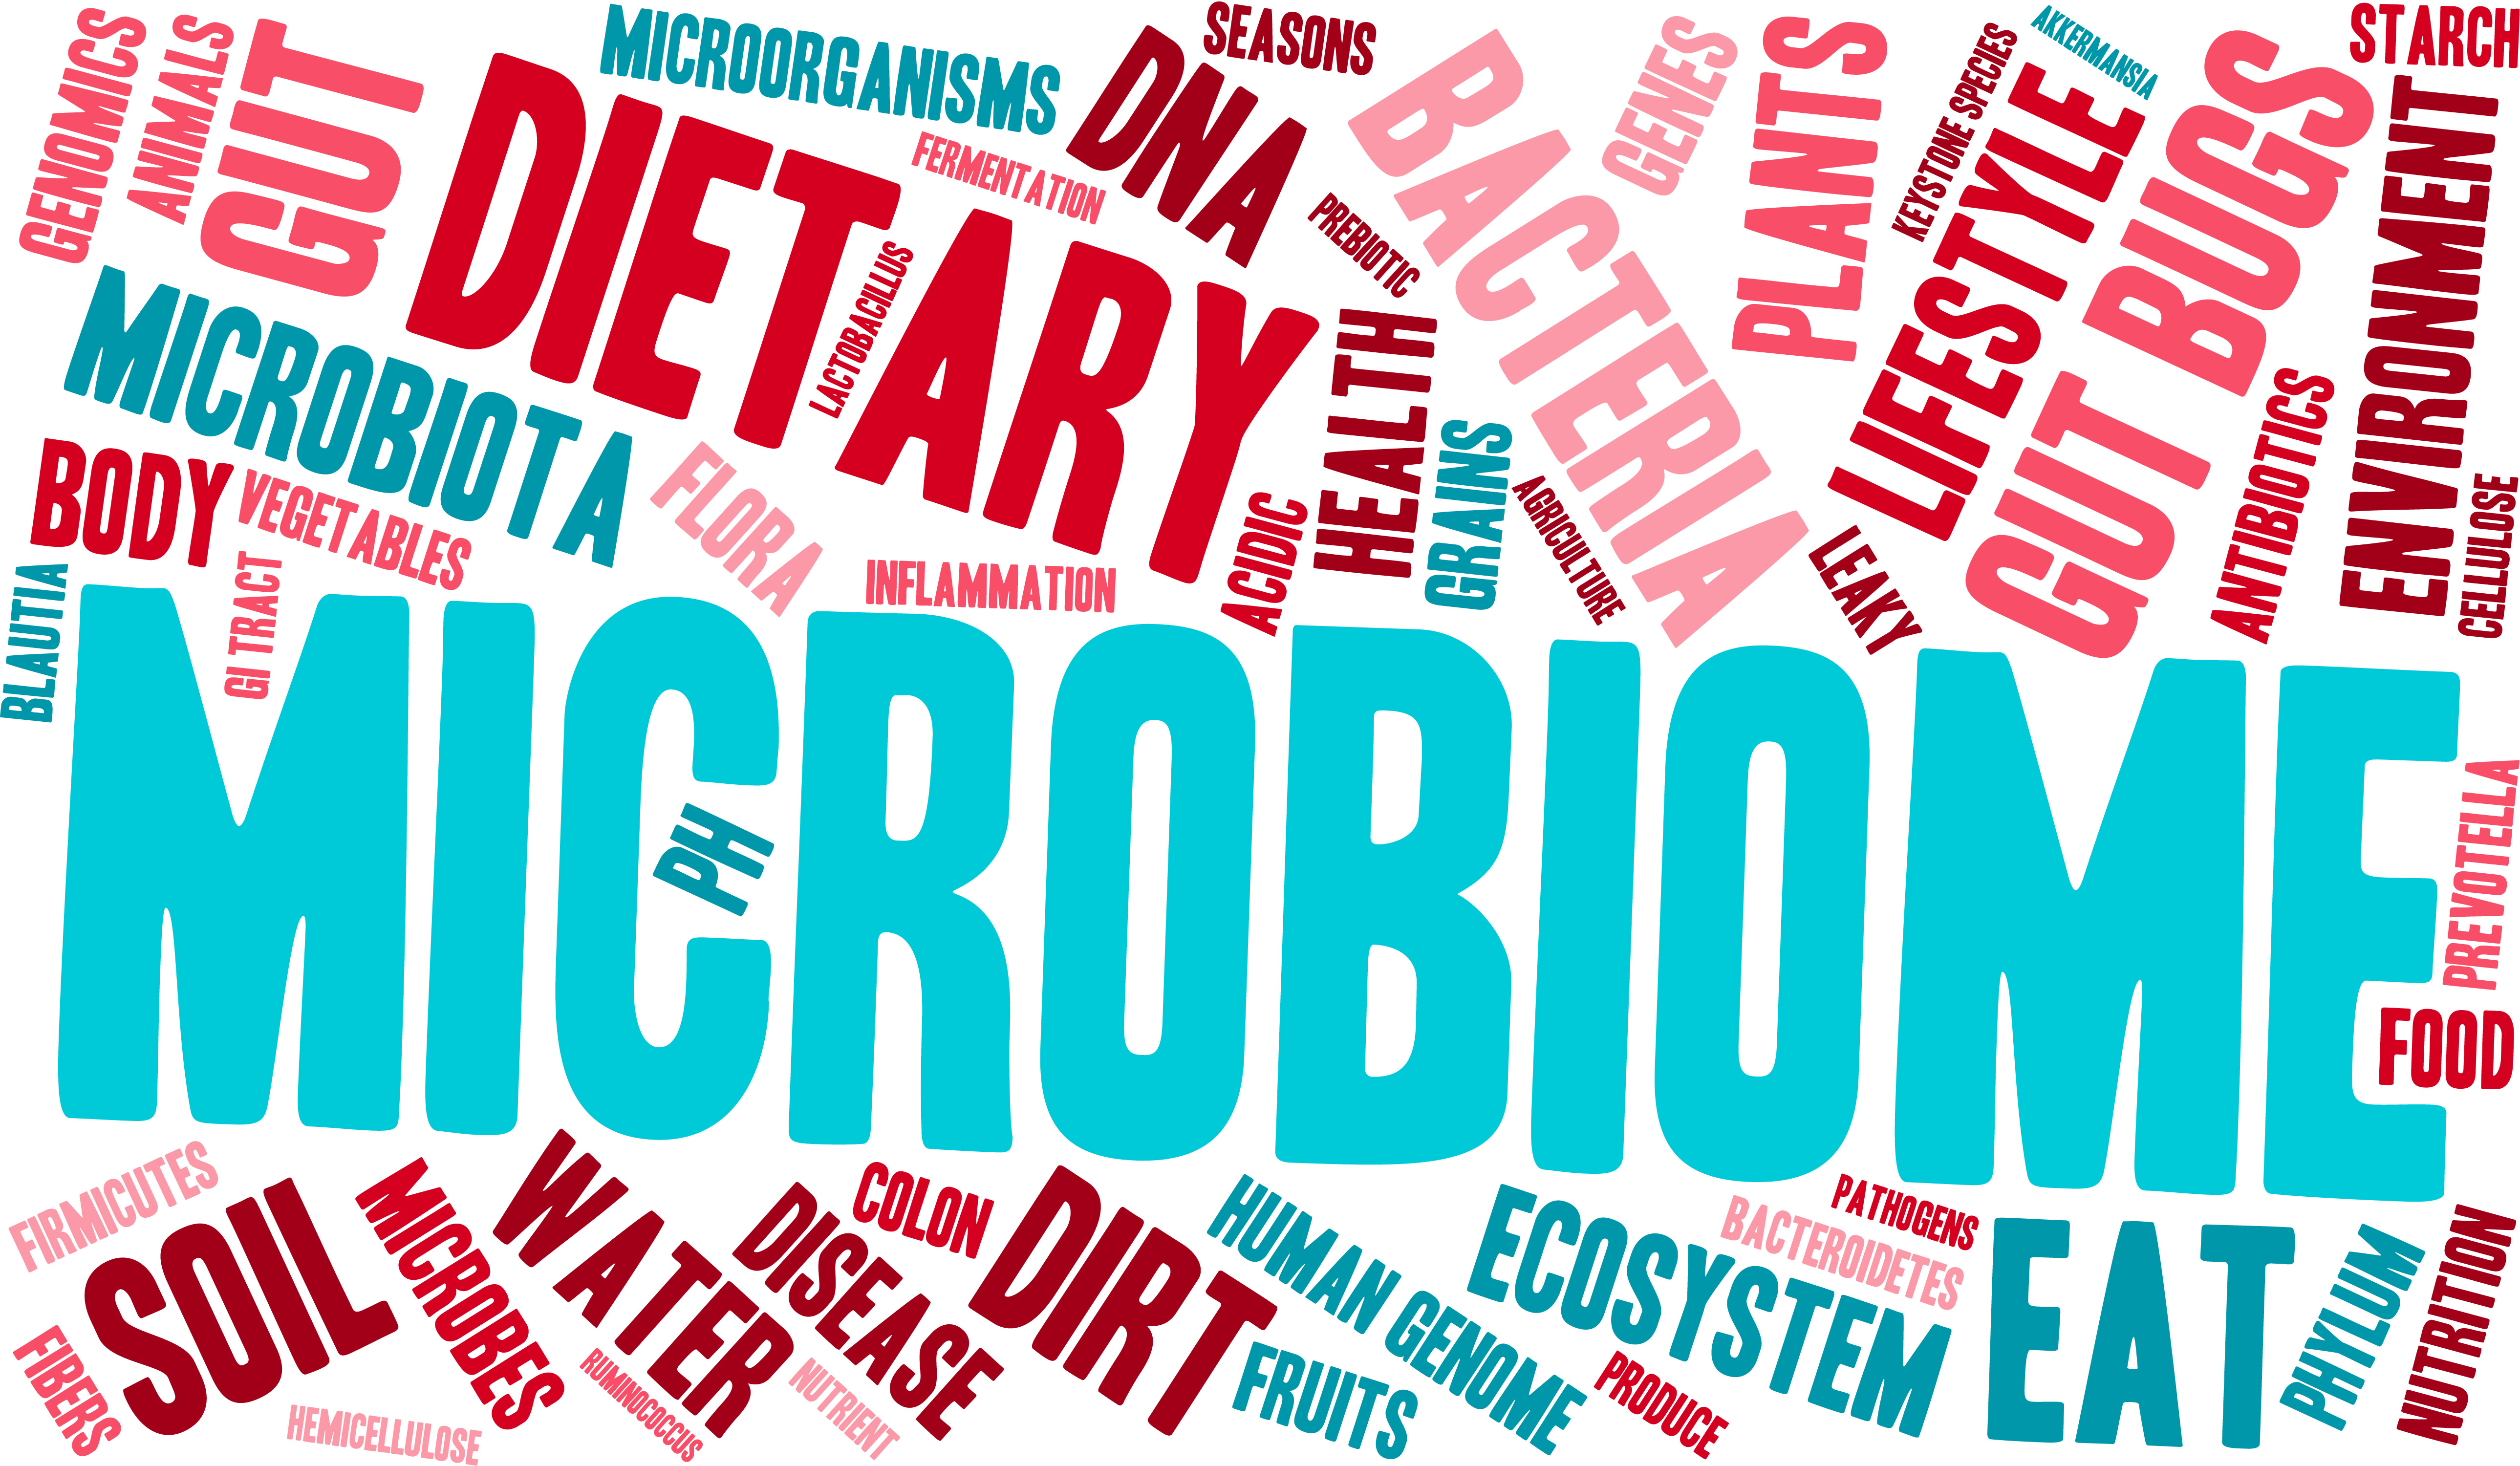 GENOMICS
ANIMALS
GUT
MICROORGANISMS
DIETARY
FERMENTATION
DNA
SEASONS
PREBIOTIC
BACTERIA
GENES
PLANTS
KEYSTONE SPECIES
AKKERMANSIA
LIFESTYLE
GUT BUGS
STARCH
ENVIRONMENT
MICROBIOTA
LACTOBACILLUS
HEALTH
GRAINS
AGRICULTURE
ANTIBIOTICS
CELLULOSE
BODY
VEGETABLES
FLORA
INFLAMMATION
ACIDIC
LEAKY
BLAUTIA
GI TRACT
MICROBIOME
PH
PREVOTELLA
FOOD
FIRMICUTES
SOIL
MICROBES
WATER
DISEASE
COLON
DIRT
HUMAN GENOME
ECOSYSTEM
BACTEROIDETES
PATHOGENS
EAT
PHYLUM
NUTRITION
FIBERS
HEMICELLULOSE
RUMINOCOCCUS
NUTRIENT
FRUITS
PRODUCE